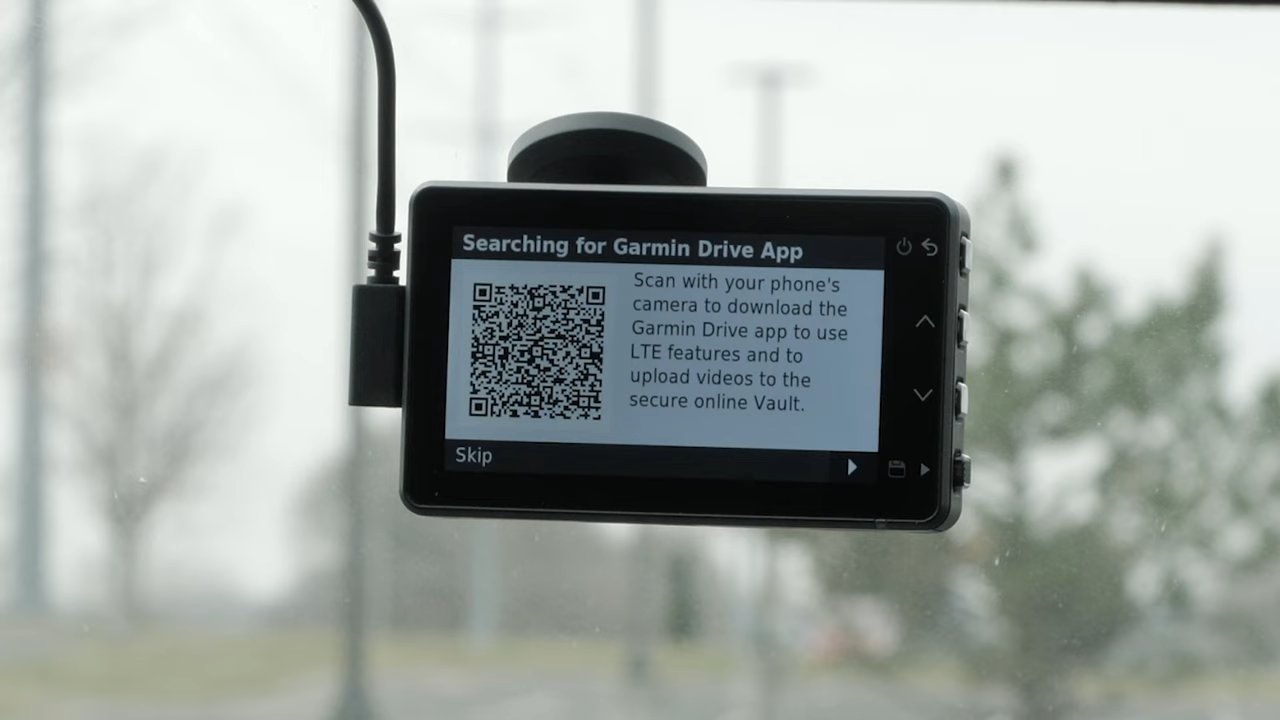 Searching for Garmin Drive App
Scan with your phone's
camera to download the
Garmin Drive app to use
LTE features and to
upload videos to the
secure online Vault.
Skip